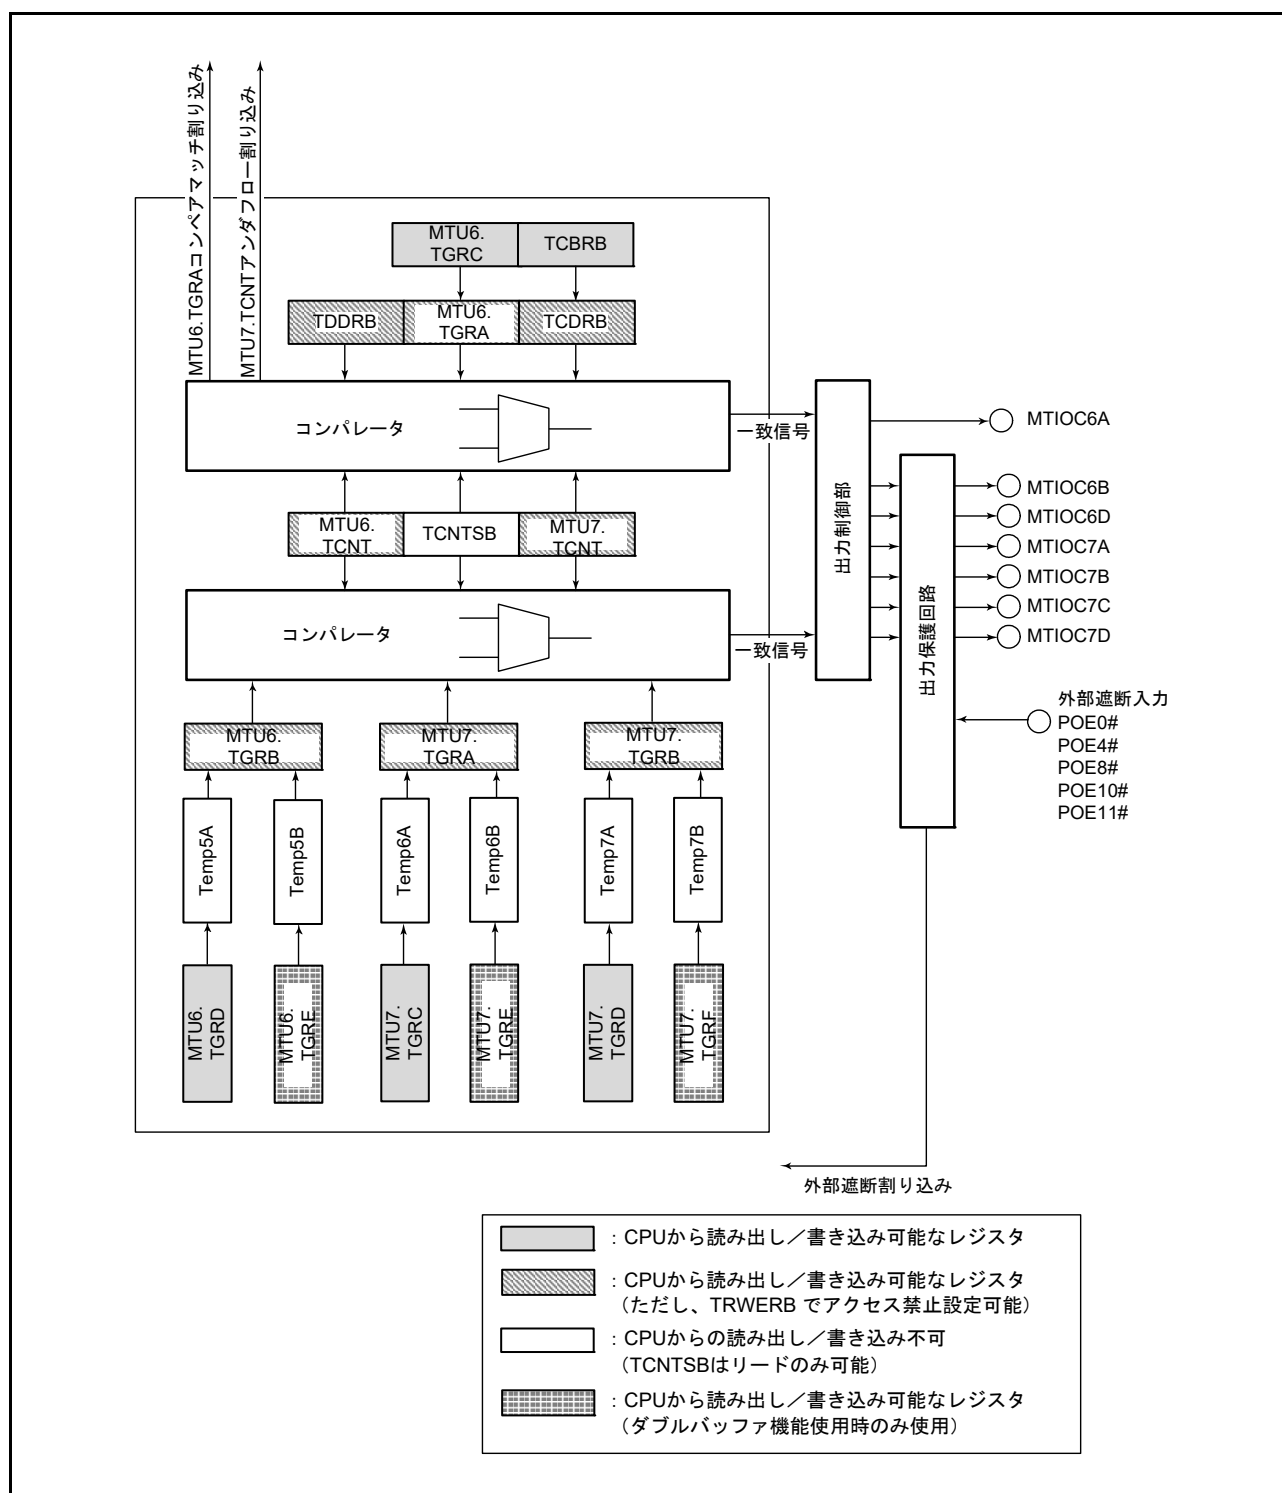 MTU6.TGRAコンペアマッチ割り込み
MTU7.TCNTアンダフロー割り込み
MTU6.
TGRC
TCBRB
TDDRB
MTU6.
TGRA
TCDRB
コンパレータ
一致信号
MTU6.
TCNT
TCNTSB
MTU7.
TCNT
コンパレータ
一致信号
MTU6.
TGRB
MTU7.
TGRA
MTU7.
TGRB
Temp5A
Temp5B
Temp6A
Temp6B
Temp7A
Temp7B
MTU6.
TGRD
MTU6.
TGRE
MTU7.
TGRC
MTU7.
TGRE
MTU7.
TGRD
MTU7.
TGRF
出力制御部
出力保護回路
MTIOC6A
MTIOC6B
MTIOC6D
MTIOC7A
MTIOC7B
MTIOC7C
MTIOC7D
外部遮断入力
POE0#
POE4#
POE8#
POE10#
POE11#
外部遮断割り込み
：CPUから読み出し／書き込み可能なレジスタ
：CPUから読み出し／書き込み可能なレジスタ
（ただし、TRWERB でアクセス禁止設定可能）
：CPUからの読み出し／書き込み不可
（TCNTSBはリードのみ可能）
：CPUから読み出し／書き込み可能なレジスタ
（ダブルバッファ機能使用時のみ使用）